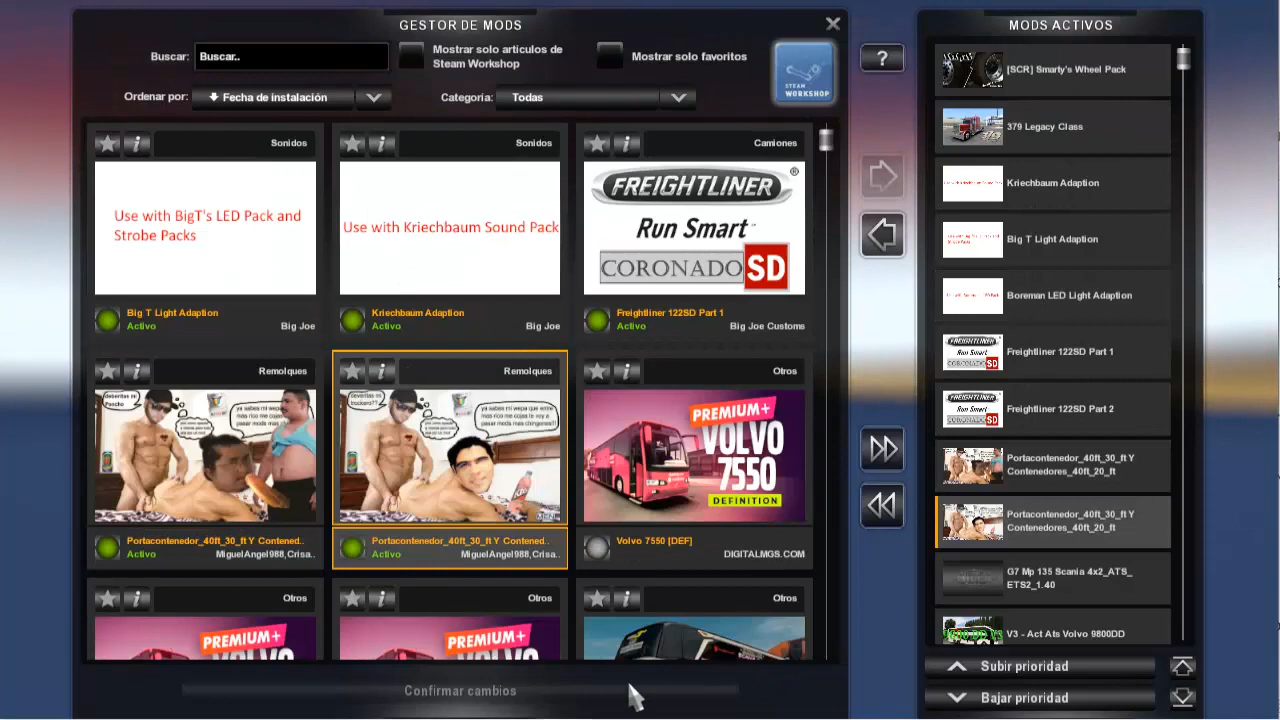 GESTOR DE MODS
Buscar: Buscar..
Mostrar solo artículos de
Steam Workshop
Mostrar solo favoritos
STEAM
WORKSHOP
Ordenar por: Fecha de instalación
Categoría: Todas
Sonidos
Use with BigT's LED Pack and
Strobe Packs
Big T Light Adaption
Activo Big Joe
Sonidos
Use with Kriechbaum Sound Pack
Kriechbaum Adaption
Activo Big Joe
Camiones
FREIGHTLINER®
Run Smart™
CORONADO SD
Freightliner 122SD Part 1
Activo Big Joe Customs
Remolques
Portacontenedor_40ft_30_ft Y Contened..
Activo MiguelAngel988,Crisa..
Remolques
Portacontenedor_40ft_30_ft Y Contened..
Activo MiguelAngel988,Crisa..
Otros
PREMIUM+
VOLVO
7550
DEFINITION
Volvo 7550 [DEF]
DIGITALMGS.COM
Otros
PREMIUM+
Otros
PREMIUM+
Otros
Confirmar cambios
?
MODS ACTIVOS
[SCR] Smarty's Wheel Pack
379 Legacy Class
Kriechbaum Adaption
Big T Light Adaption
Boreman LED Light Adaption
Freightliner 122SD Part 1
Freightliner 122SD Part 2
Portacontenedor_40ft_30_ft Y
Contenedores_40ft_20_ft
Portacontenedor_40ft_30_ft Y
Contenedores_40ft_20_ft
G7 Mp 135 Scania 4x2_ATS_
ETS2_1.40
V3 - Act Ats Volvo 9800DD
Subir prioridad
Bajar prioridad